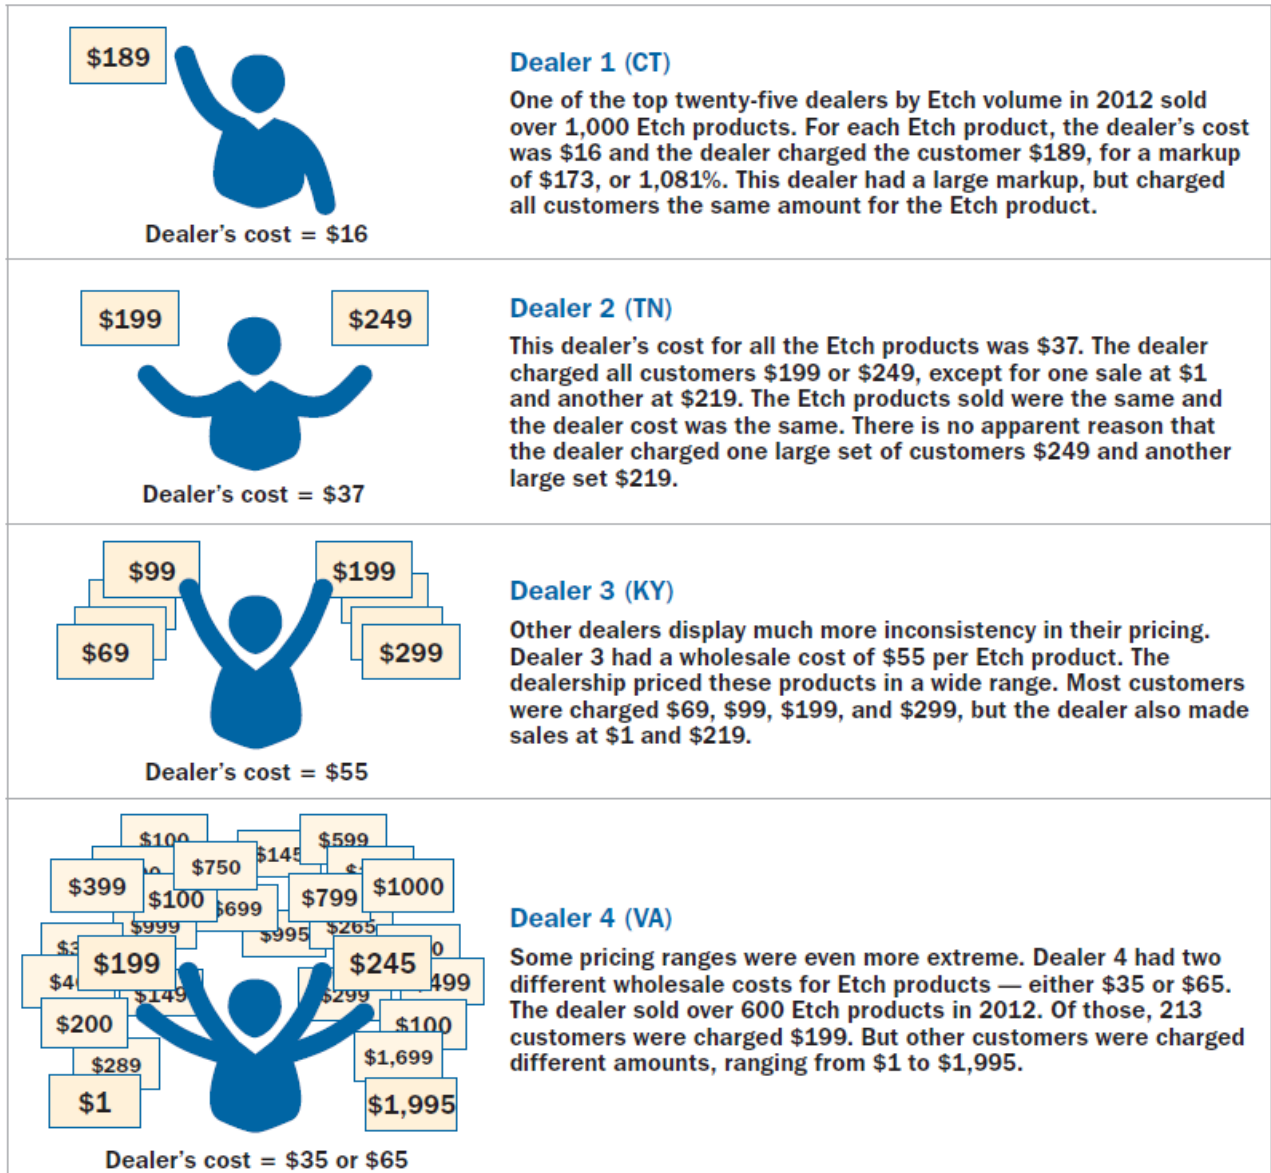 $189
Dealer's cost = $16
Dealer 1 (CT)
One of the top twenty-five dealers by Etch volume in 2012 sold
over 1,000 Etch products. For each Etch product, the dealer's cost
was $16 and the dealer charged the customer $189, for a markup
of $173, or 1,081%. This dealer had a large markup, but charged
all customers the same amount for the Etch product.
$199
$249
Dealer's cost = $37
Dealer 2 (TN)
This dealer's cost for all the Etch products was $37. The dealer
charged all customers $199 or $249, except for one sale at $1
and another at $219. The Etch products sold were the same and
the dealer cost was the same. There is no apparent reason that
the dealer charged one large set of customers $249 and another
large set $219.
$99
$199
$69
$299
Dealer's cost = $55
Dealer 3 (KY)
Other dealers display much more inconsistency in their pricing.
Dealer 3 had a wholesale cost of $55 per Etch product. The
dealership priced these products in a wide range. Most customers
were charged $69, $99, $199, and $299, but the dealer also made
sales at $1 and $219.
$100
$599
$145
$750
$399
$1000
$100
$799
$699
$999
$265
$995
$199
$245
499
$149
$299
$200
$100
$289
$1,699
$1
$1,995
Dealer's cost = $35 or $65
Dealer 4 (VA)
Some pricing ranges were even more extreme. Dealer 4 had two
different wholesale costs for Etch products — either $35 or $65.
The dealer sold over 600 Etch products in 2012. Of those, 213
customers were charged $199. But other customers were charged
different amounts, ranging from $1 to $1,995.